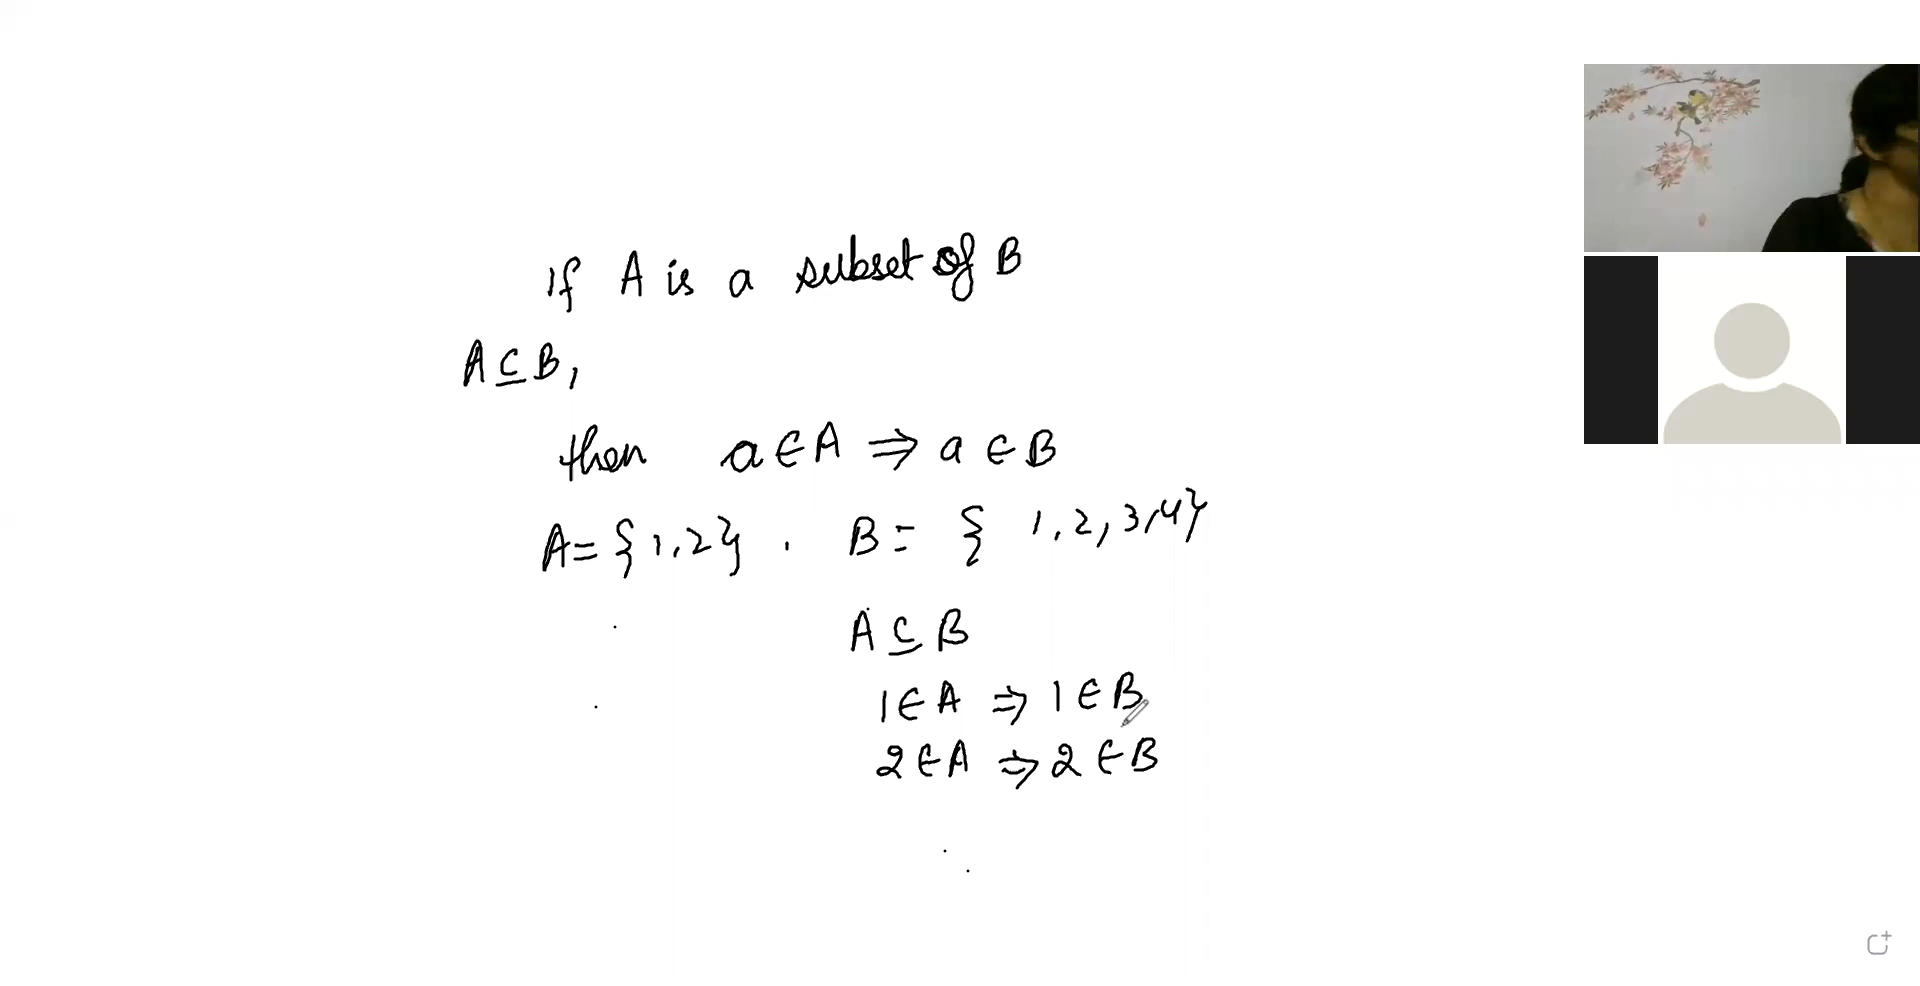 If A is a subset of B
A ⊆ B,
then a ∈ A ⇒ a ∈ B
A = {1, 2} . B = { 1, 2, 3, 4}
A ⊆ B
1 ∈ A ⇒ 1 ∈ B
2 ∈ A ⇒ 2 ∈ B